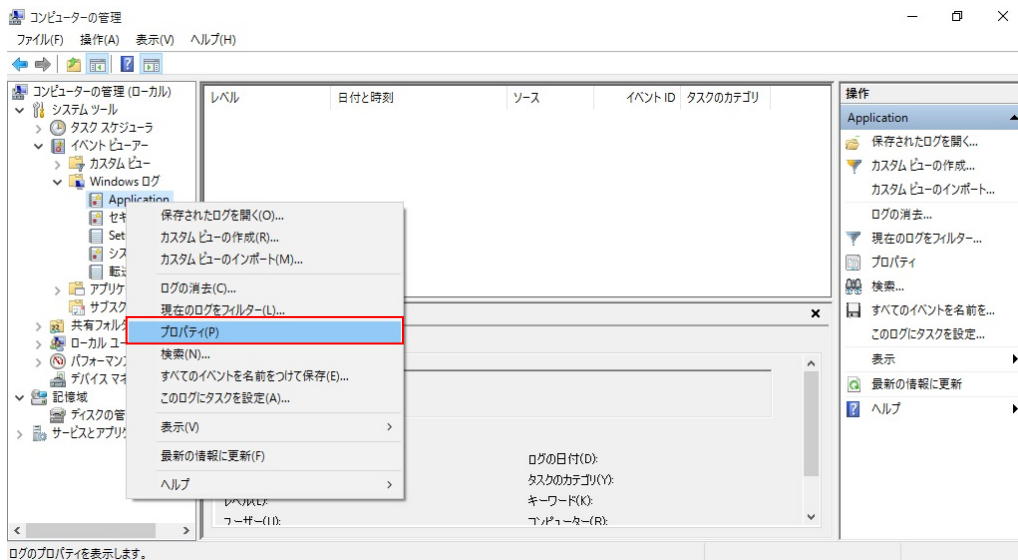 コンピューターの管理
ファイル(F) 操作(A) 表示(V) ヘルプ(H)
コンピューターの管理 (ローカル)
システム ツール
タスク スケジューラ
イベント ビューアー
カスタム ビュー
Windows ログ
Application
セキ
Set
シス
転送
アプリケ
サブスク
共有フォルダ
ローカル ユー
パフォーマン
デバイス マネ
記憶域
ディスクの管
サービスとアプリケ
レベル 日付と時刻 ソース イベント ID タスクのカテゴリ
保存されたログを開く(O)...
カスタム ビューの作成(R)...
カスタム ビューのインポート(M)...
ログの消去(C)...
現在のログをフィルター(L)...
プロパティ(P)
検索(N)...
すべてのイベントを名前をつけて保存(E)...
このログにタスクを設定(A)...
表示(V)
最新の情報に更新(F)
ヘルプ
ログの日付(D):
タスクのカテゴリ(Y):
レベル(L): キーワード(K):
ユーザー(U): コンピューター(R):
操作
Application
保存されたログを開く...
カスタム ビューの作成...
カスタム ビューのインポート...
ログの消去...
現在のログをフィルター...
プロパティ
検索...
すべてのイベントを名前を...
このログにタスクを設定...
表示
最新の情報に更新
ヘルプ
ログのプロパティを表示します。